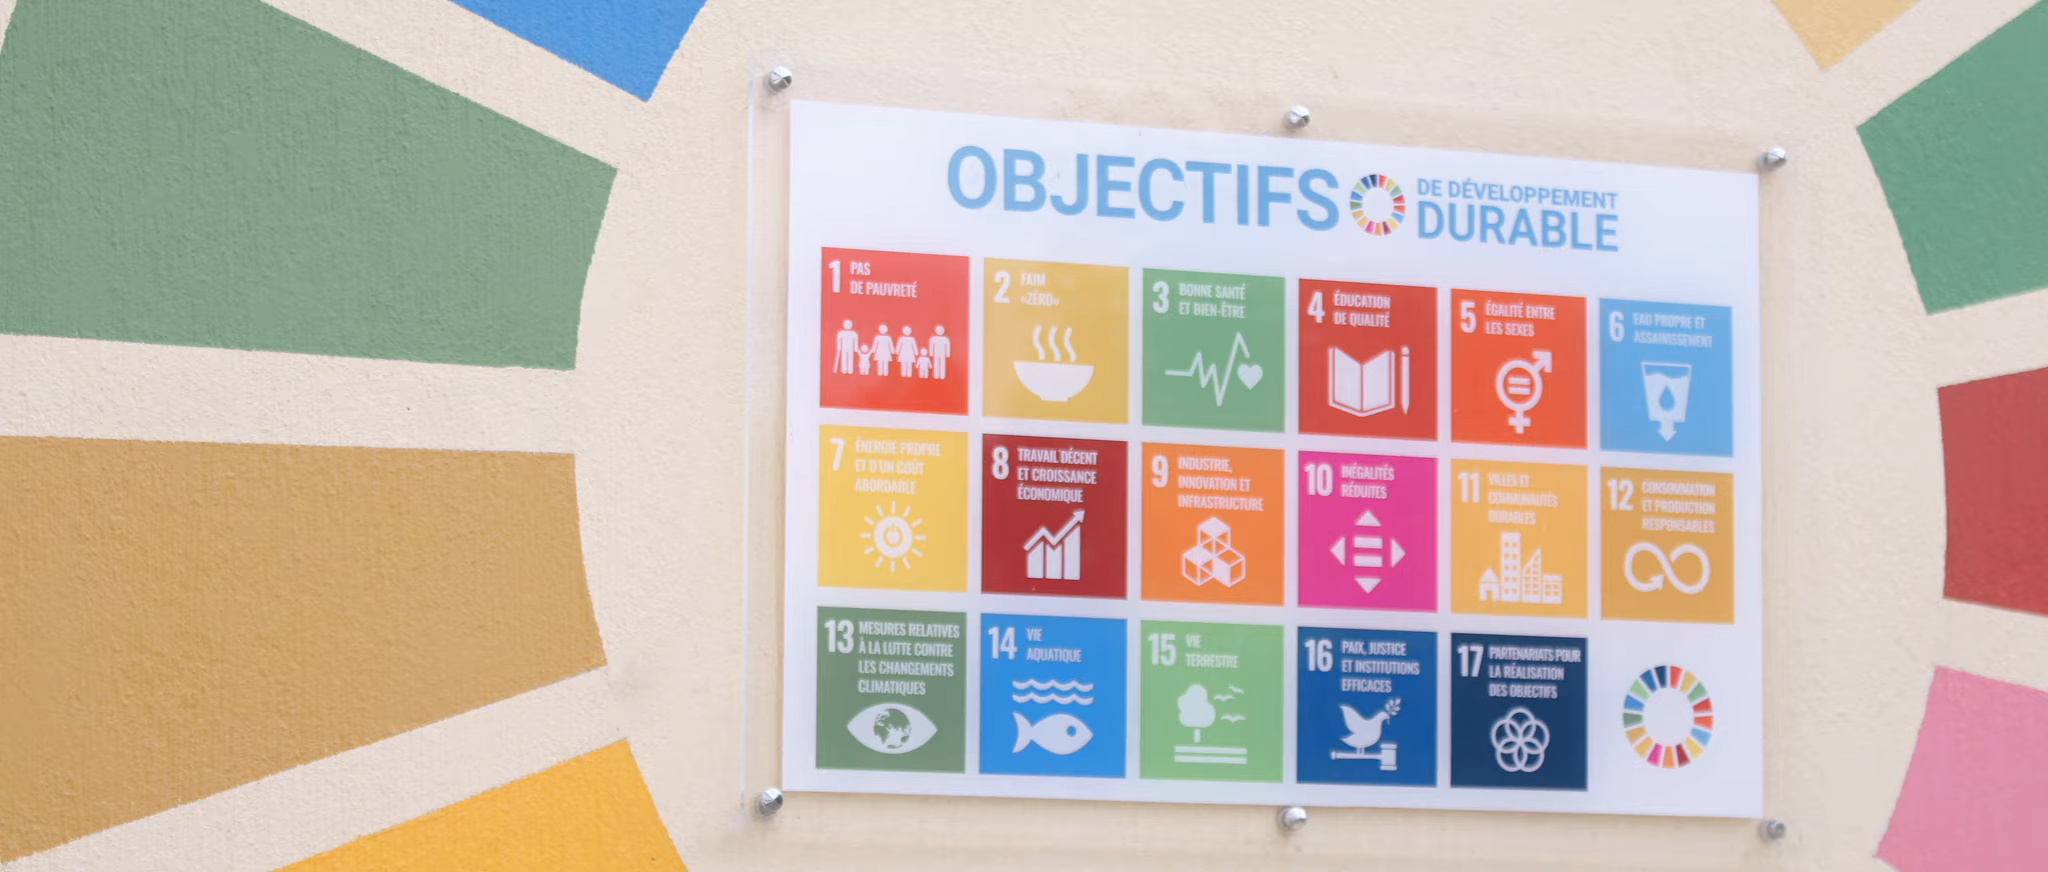 OBJECTIFS
DE DÉVELOPPEMENT
DURABLE
1 PAS
DE PAUVRETÉ
2 FAIM
«ZÉRO»
3 BONNE SANTÉ
ET BIEN-ÊTRE
4 ÉDUCATION
DE QUALITÉ
5 ÉGALITÉ ENTRE
LES SEXES
6 EAU PROPRE ET
ASSAINISSEMENT
7 ÉNERGIE PROPRE
ET D'UN COÛT
ABORDABLE
8 TRAVAIL DÉCENT
ET CROISSANCE
ÉCONOMIQUE
9 INDUSTRIE,
INNOVATION ET
INFRASTRUCTURE
10 INÉGALITÉS
RÉDUITES
11 VILLES ET
COMMUNAUTÉS
DURABLES
12 CONSOMMATION
ET PRODUCTION
RESPONSABLES
13 MESURES RELATIVES
À LA LUTTE CONTRE
LES CHANGEMENTS
CLIMATIQUES
14 VIE
AQUATIQUE
15 VIE
TERRESTRE
16 PAIX, JUSTICE
ET INSTITUTIONS
EFFICACES
17 PARTENARIATS POUR
LA RÉALISATION
DES OBJECTIFS